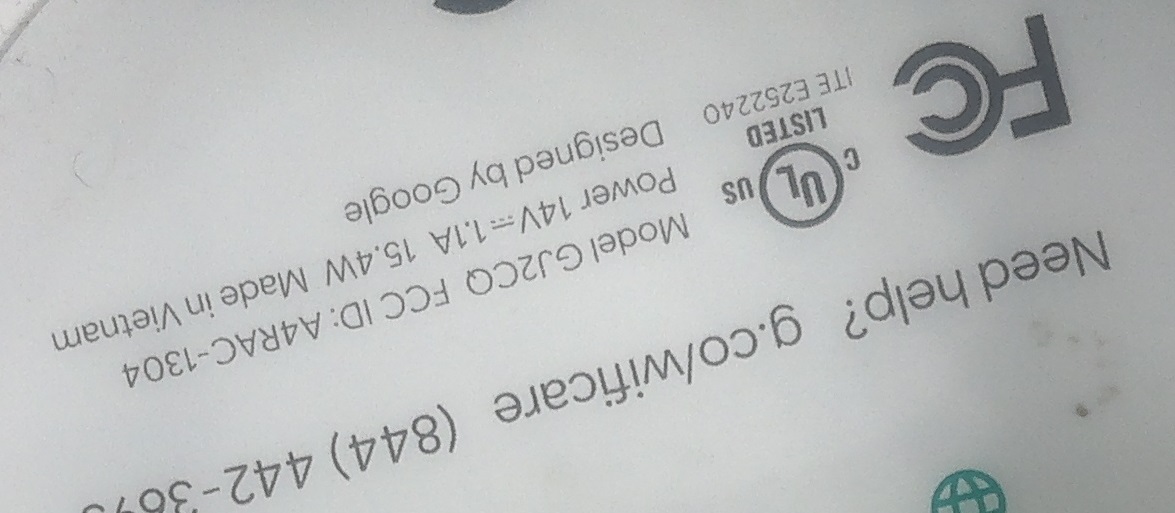 Need help? g.co/wificare (844) 442-36
Model GJ2CQ FCC ID: A4RAC-1304
Power 14V⎓1.1A 15.4W Made in Vietnam
Designed by Google
FC
C UL US
LISTED
ITE E252240